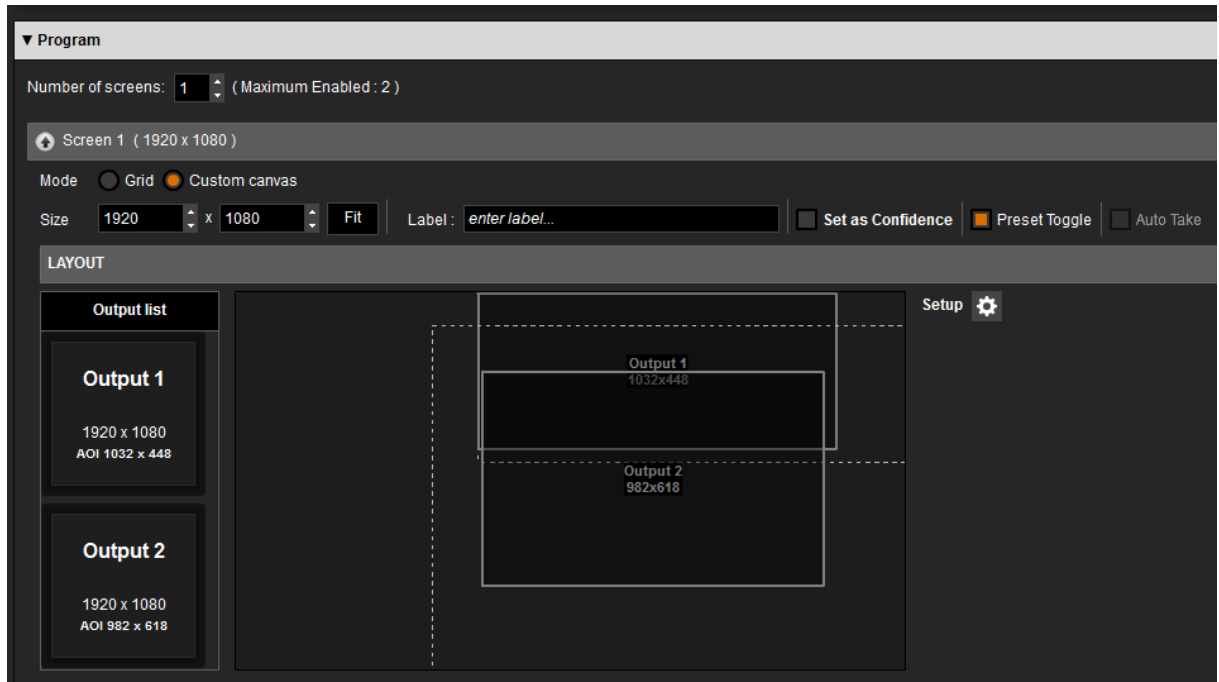 ▼ Program
Number of screens: 1 ( Maximum Enabled : 2 )
Screen 1 ( 1920 x 1080 )
Mode Grid Custom canvas
Size 1920 x 1080 Fit Label : enter label... Set as Confidence Preset Toggle Auto Take
LAYOUT
Output list
Output 1
1920 x 1080
AOI 1032 x 448
Output 2
1920 x 1080
AOI 982 x 618
Output 1
1032x448
Output 2
982x618
Setup